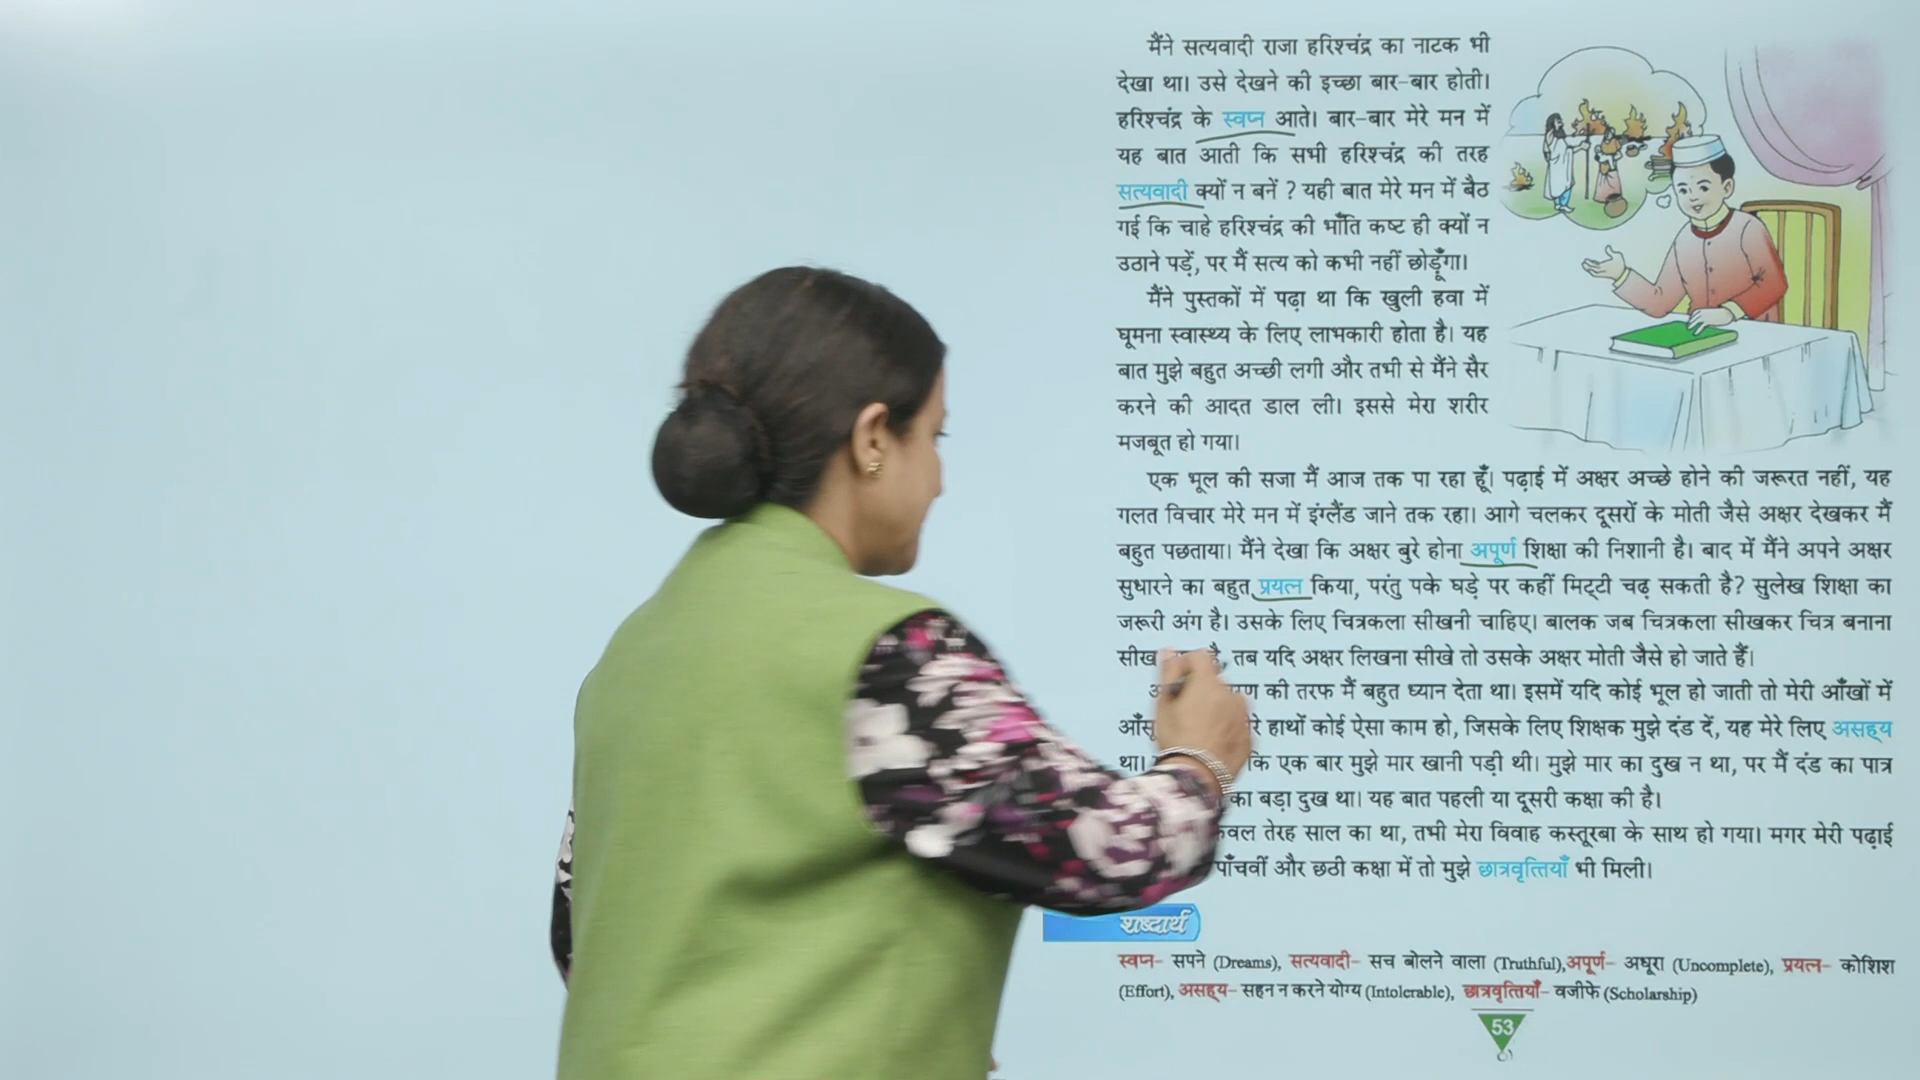 मैंने सत्यवादी राजा हरिश्चंद्र का नाटक भी
देखा था। उसे देखने की इच्छा बार-बार होती।
हरिश्चंद्र के स्वप्न आते। बार-बार मेरे मन में
यह बात आती कि सभी हरिश्चंद्र की तरह
सत्यवादी क्यों न बनें ? यही बात मेरे मन में बैठ
गई कि चाहे हरिश्चंद्र की भाँति कष्ट ही क्यों न
उठाने पड़ें, पर मैं सत्य को कभी नहीं छोड़ूँगा।
मैंने पुस्तकों में पढ़ा था कि खुली हवा में
घूमना स्वास्थ्य के लिए लाभकारी होता है। यह
बात मुझे बहुत अच्छी लगी और तभी से मैंने सैर
करने की आदत डाल ली। इससे मेरा शरीर
मजबूत हो गया।
एक भूल की सजा मैं आज तक पा रहा हूँ। पढ़ाई में अक्षर अच्छे होने की जरूरत नहीं, यह
गलत विचार मेरे मन में इंग्लैंड जाने तक रहा। आगे चलकर दूसरों के मोती जैसे अक्षर देखकर मैं
बहुत पछताया। मैंने देखा कि अक्षर बुरे होना अपूर्ण शिक्षा की निशानी है। बाद में मैंने अपने अक्षर
सुधारने का बहुत प्रयत्न किया, परंतु पके घड़े पर कहीं मिट्टी चढ़ सकती है? सुलेख शिक्षा का
जरूरी अंग है। उसके लिए चित्रकला सीखनी चाहिए। बालक जब चित्रकला सीखकर चित्र बनाना
सीख है, तब यदि अक्षर लिखना सीखे तो उसके अक्षर मोती जैसे हो जाते हैं।
की तरफ मैं बहुत ध्यान देता था। इसमें यदि कोई भूल हो जाती तो मेरी आँखों में
हाथों कोई ऐसा काम हो, जिसके लिए शिक्षक मुझे दंड दें, यह मेरे लिए असह्य
था। कि एक बार मुझे मार खानी पड़ी थी। मुझे मार का दुख न था, पर मैं दंड का पात्र
का बड़ा दुख था। यह बात पहली या दूसरी कक्षा की है।
तेरह साल का था, तभी मेरा विवाह कस्तूरबा के साथ हो गया। मगर मेरी पढ़ाई
पाँचवीं और छठी कक्षा में तो मुझे छात्रवृत्तियाँ भी मिली।
शब्दार्थ
स्वप्न- सपने (Dreams), सत्यवादी- सच बोलने वाला (Truthful),अपूर्ण- अधूरा (Uncomplete), प्रयत्न- कोशिश
(Effort), असह्य- सहन न करने योग्य (Intolerable), छात्रवृत्तियाँ- वजीफे (Scholarship)
53